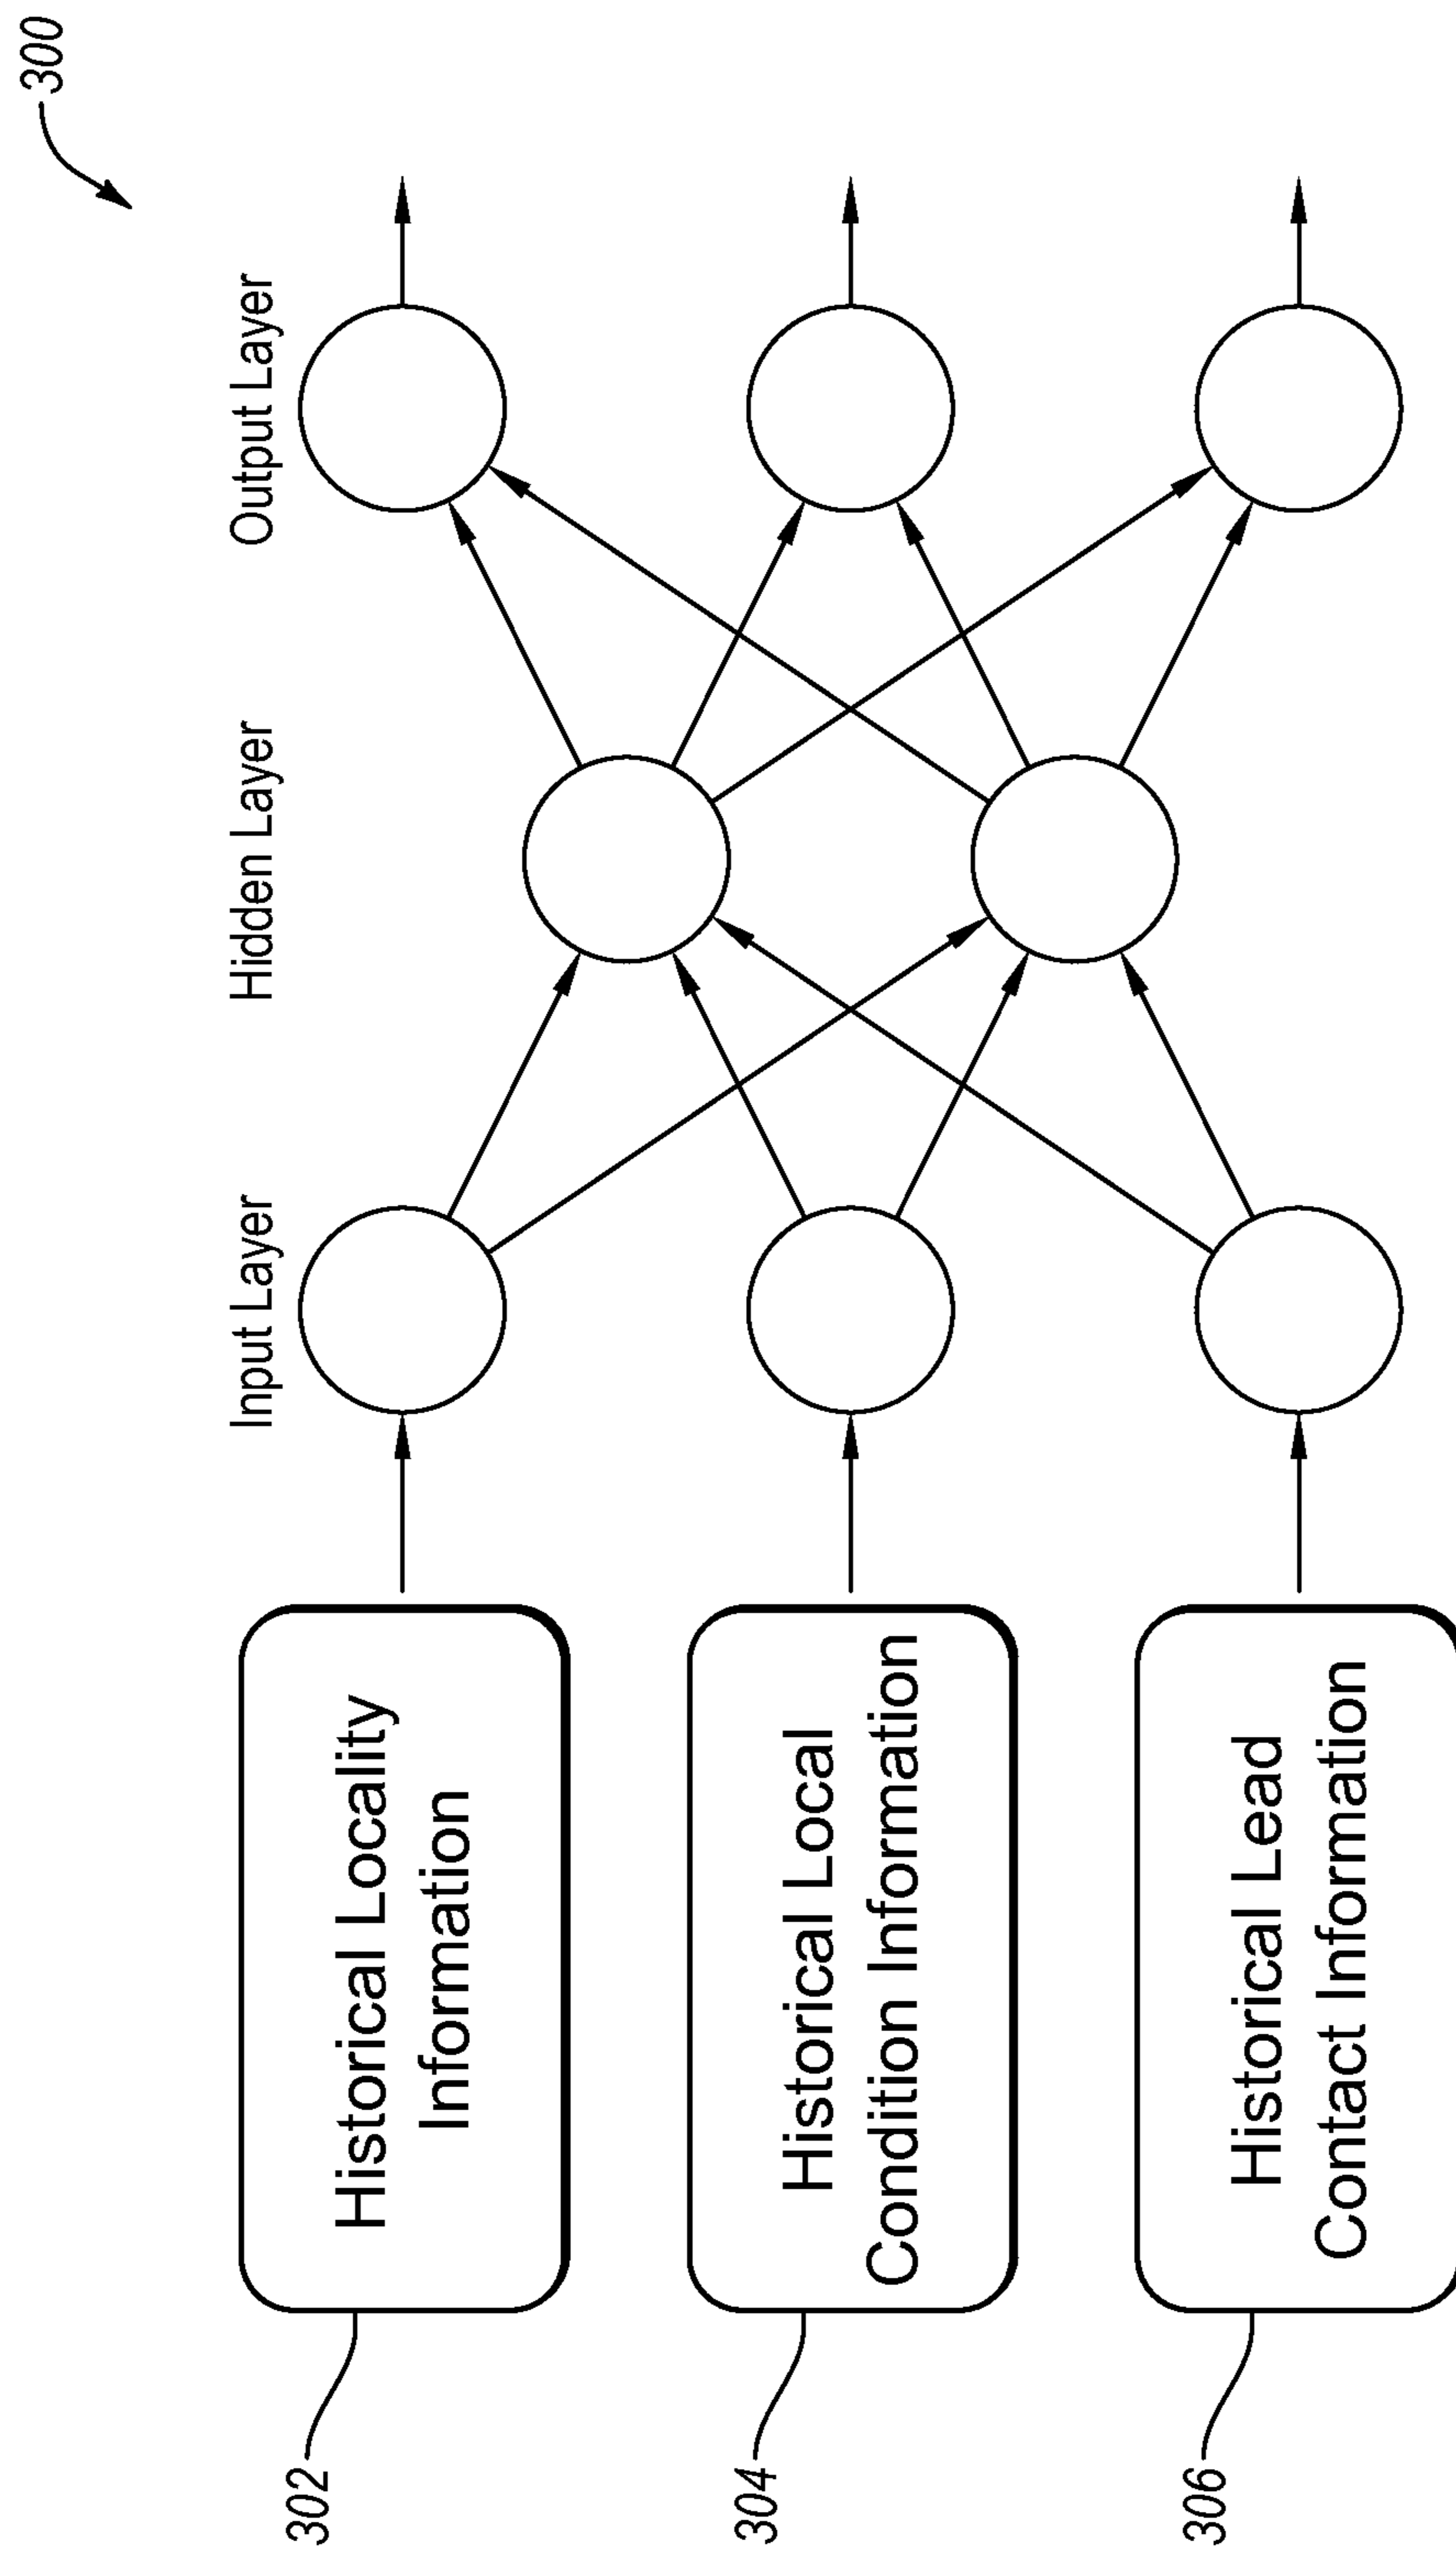 300
Input Layer
Hidden Layer
Output Layer
302
Historical Locality
Information
304
Historical Local
Condition Information
306
Historical Lead
Contact Information